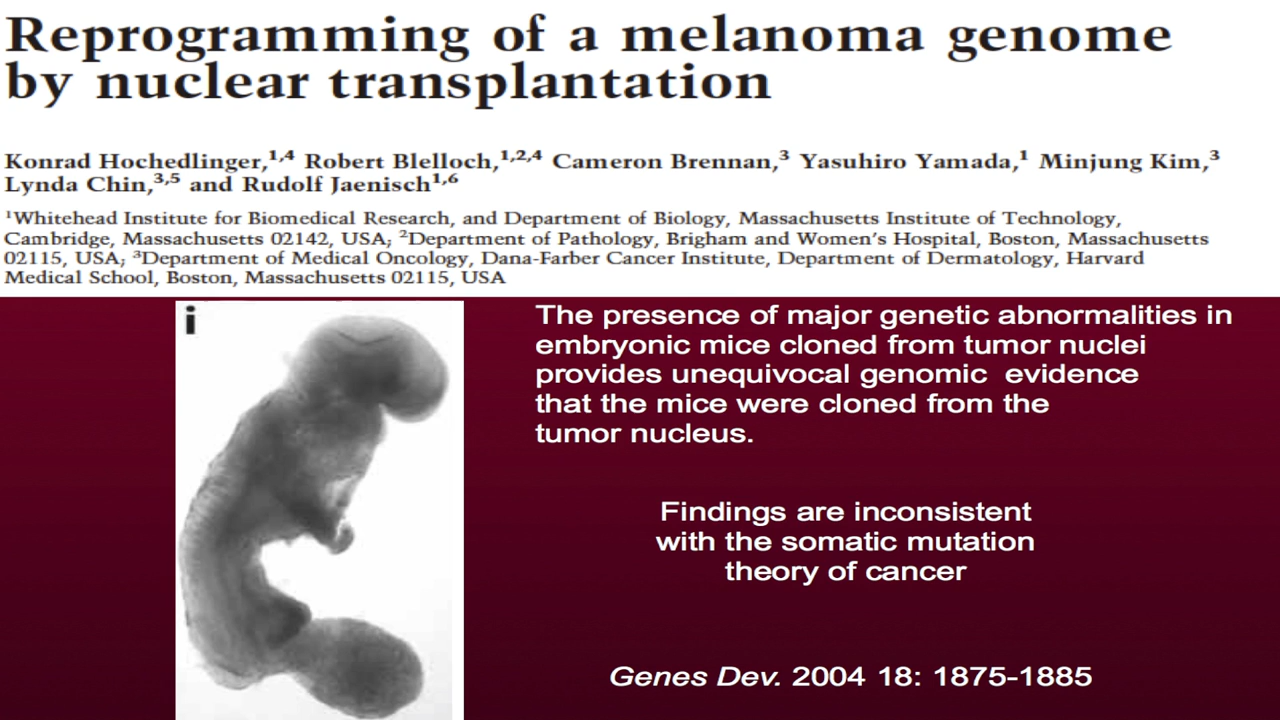 Reprogramming of a melanoma genome
by nuclear transplantation
Konrad Hochedlinger,1,4 Robert Blelloch,1,2,4 Cameron Brennan,3 Yasuhiro Yamada,1 Minjung Kim,3
Lynda Chin,3,5 and Rudolf Jaenisch1,6
1Whitehead Institute for Biomedical Research, and Department of Biology, Massachusetts Institute of Technology,
Cambridge, Massachusetts 02142, USA; 2Department of Pathology, Brigham and Women's Hospital, Boston, Massachusetts
02115, USA; 3Department of Medical Oncology, Dana-Farber Cancer Institute, Department of Dermatology, Harvard
Medical School, Boston, Massachusetts 02115, USA
i
The presence of major genetic abnormalities in
embryonic mice cloned from tumor nuclei
provides unequivocal genomic evidence
that the mice were cloned from the
tumor nucleus.
Findings are inconsistent
with the somatic mutation
theory of cancer
Genes Dev. 2004 18: 1875-1885